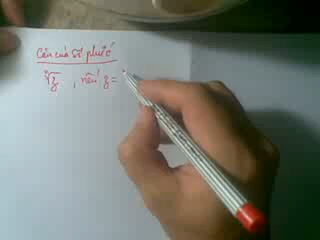 Căn của số phức
ⁿ√z , nếu z =